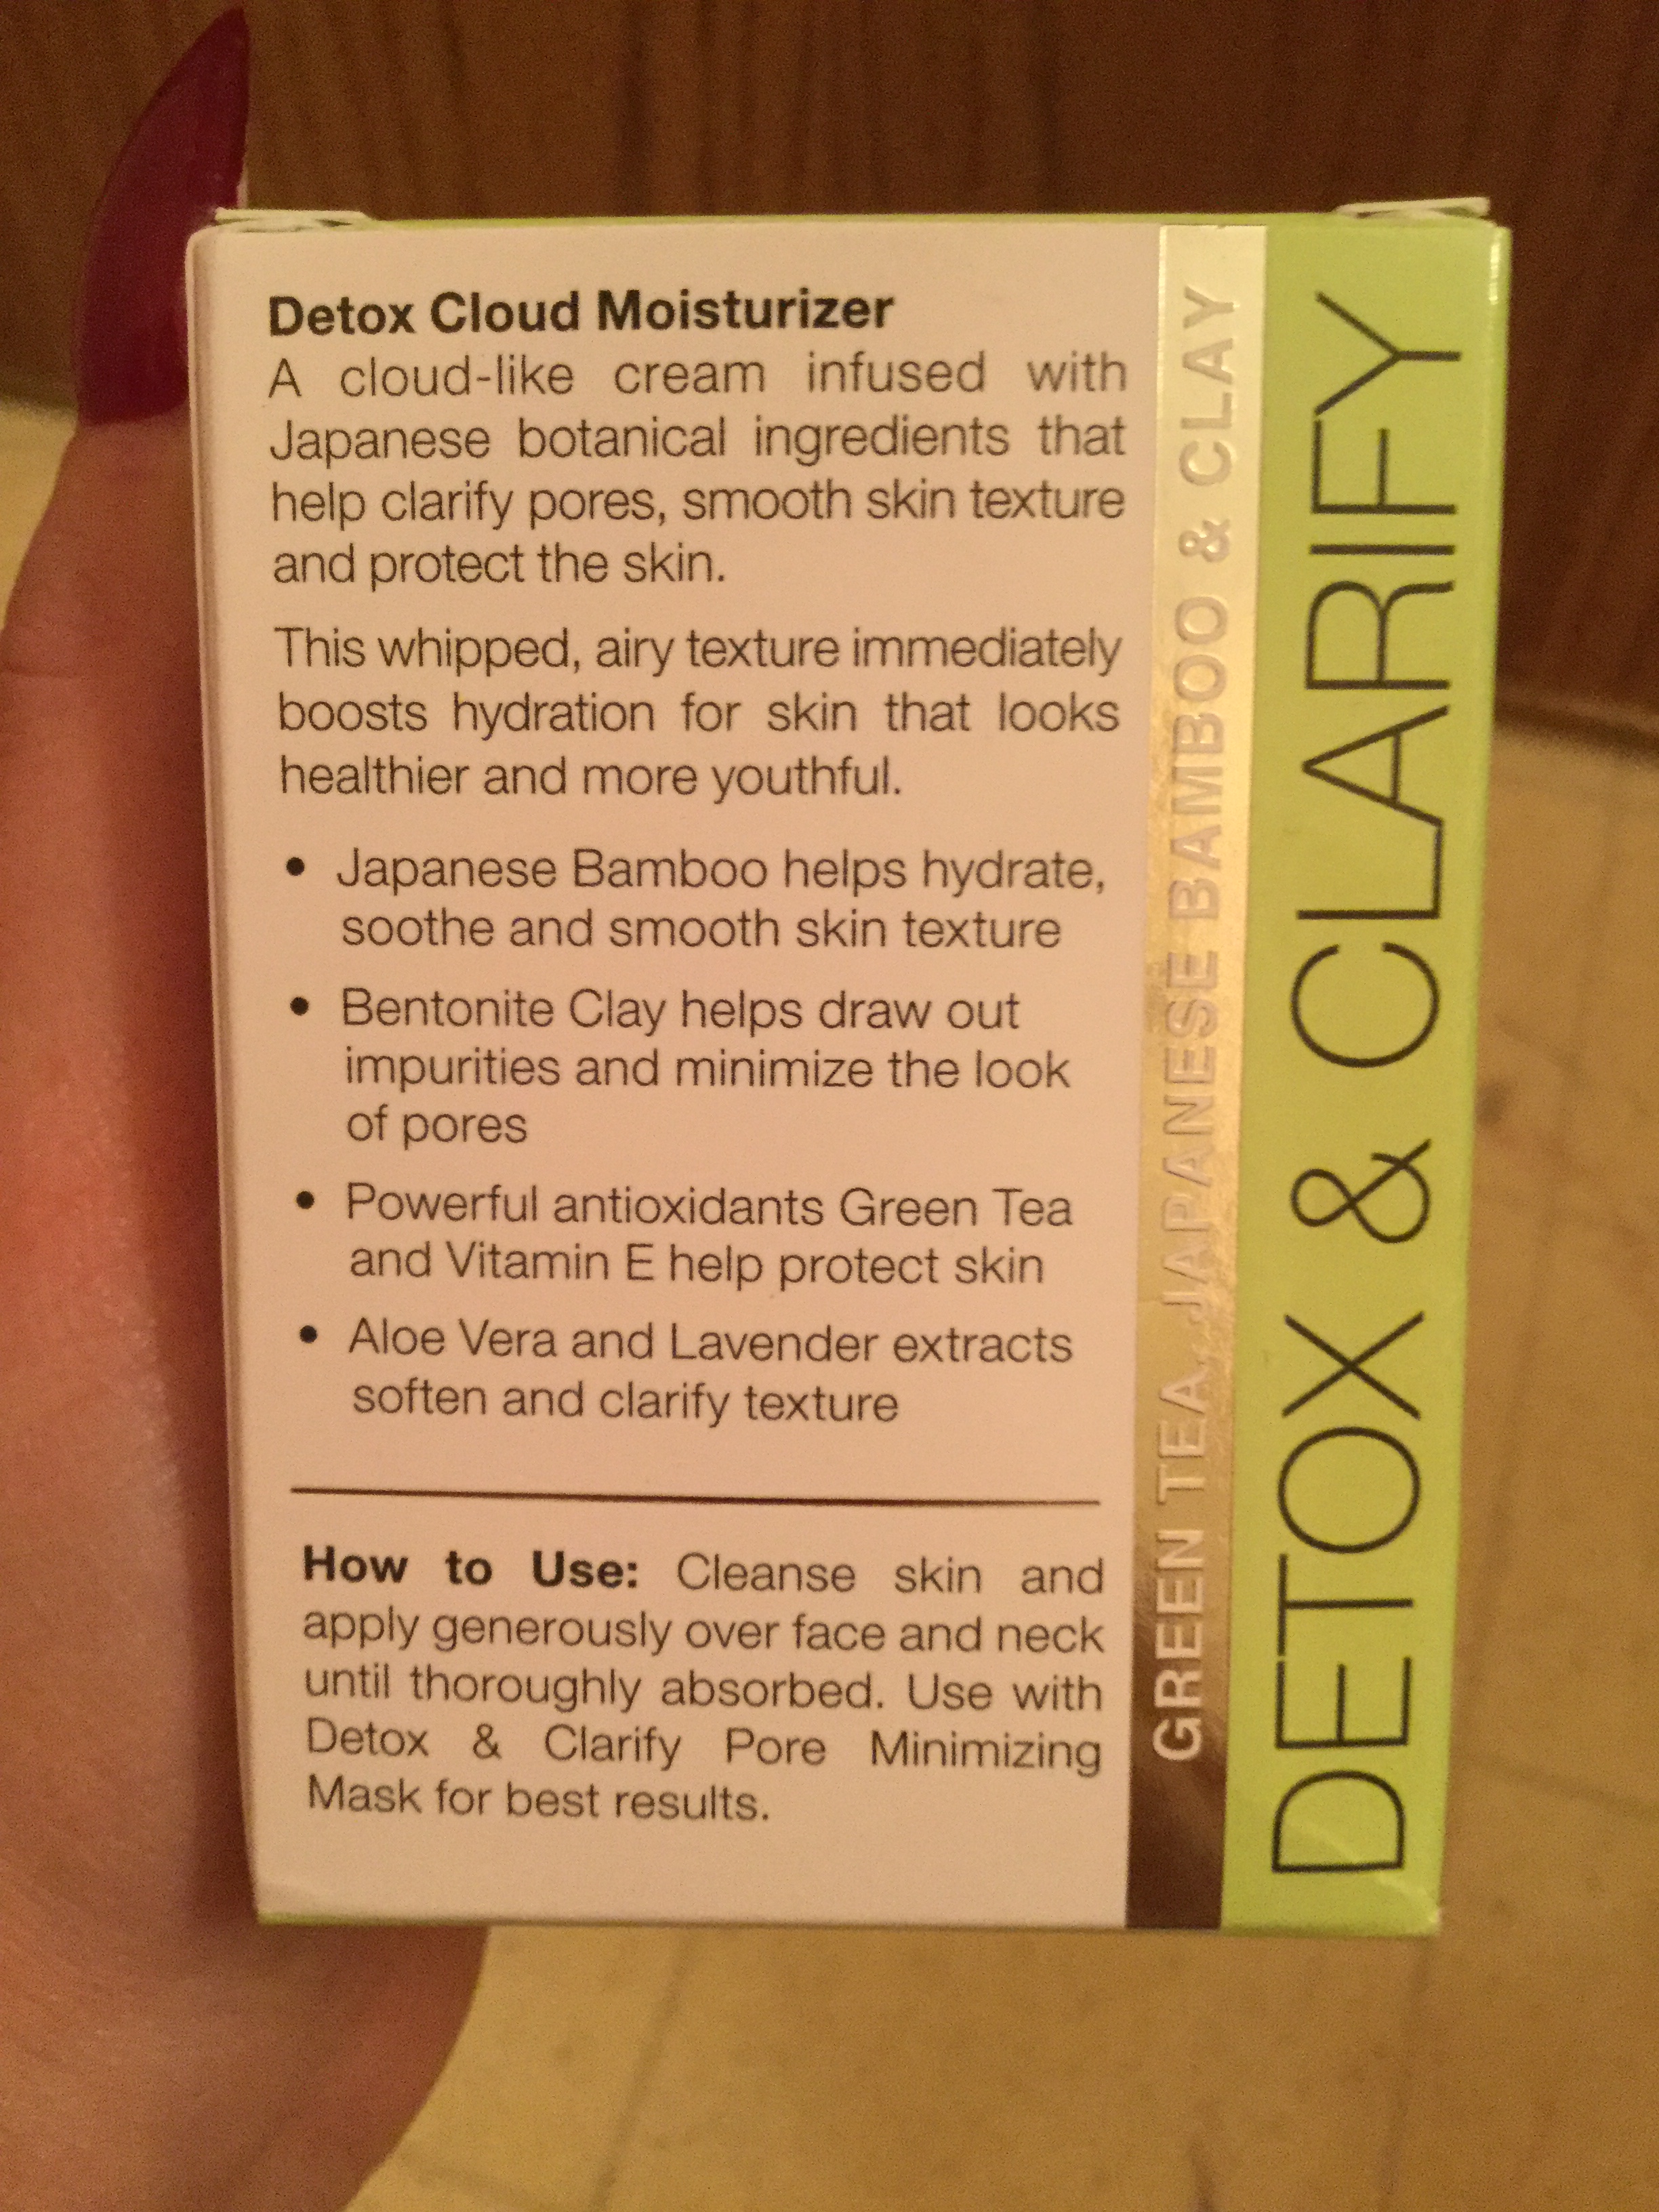 Detox Cloud Moisturizer
A cloud-like cream infused with
Japanese botanical ingredients that
help clarify pores, smooth skin texture
and protect the skin.
This whipped, airy texture immediately
boosts hydration for skin that looks
healthier and more youthful.
• Japanese Bamboo helps hydrate,
soothe and smooth skin texture
• Bentonite Clay helps draw out
impurities and minimize the look
of pores
• Powerful antioxidants Green Tea
and Vitamin E help protect skin
• Aloe Vera and Lavender extracts
soften and clarify texture
How to Use: Cleanse skin and
apply generously over face and neck
until thoroughly absorbed. Use with
Detox & Clarify Pore Minimizing
Mask for best results.
GREEN TEA, JAPANESE BAMBOO & CLAY
DETOX & CLARIFY